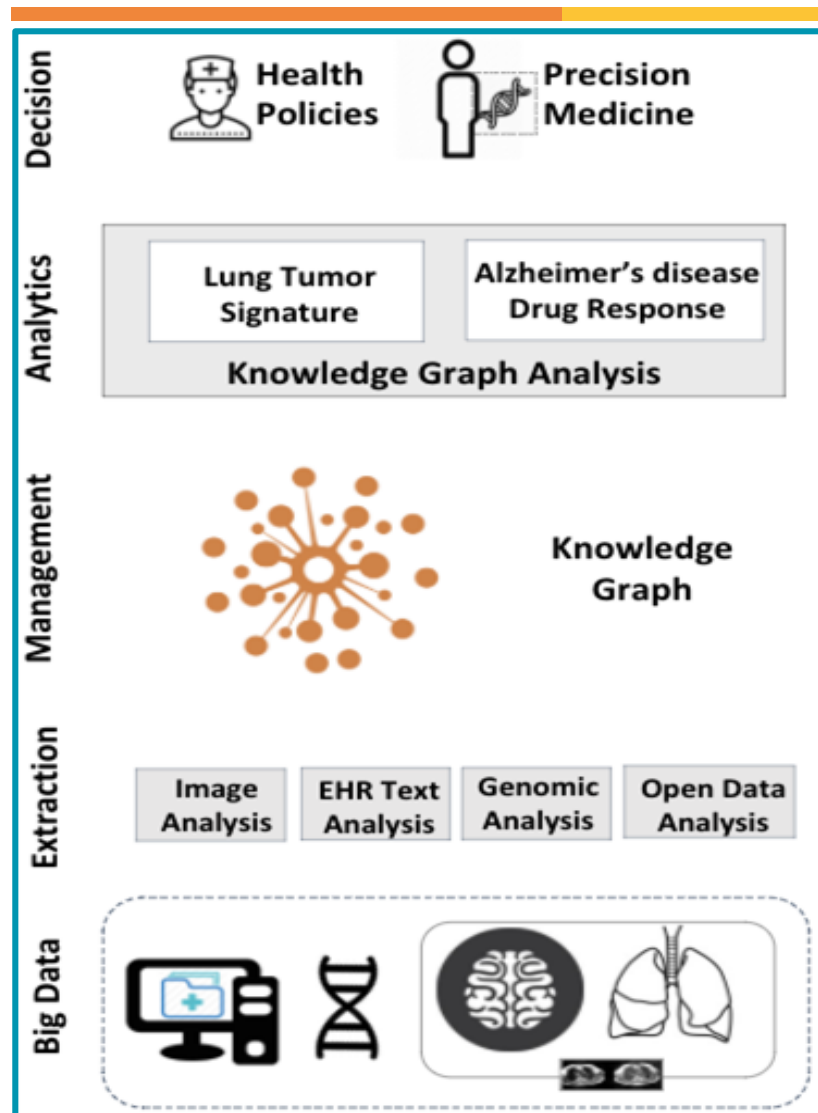 Decision
Health
Policies
Precision
Medicine
Analytics
Lung Tumor
Signature
Alzheimer's disease
Drug Response
Knowledge Graph Analysis
Management
Knowledge
Graph
Extraction
Image
Analysis
EHR Text
Analysis
Genomic
Analysis
Open Data
Analysis
Big Data